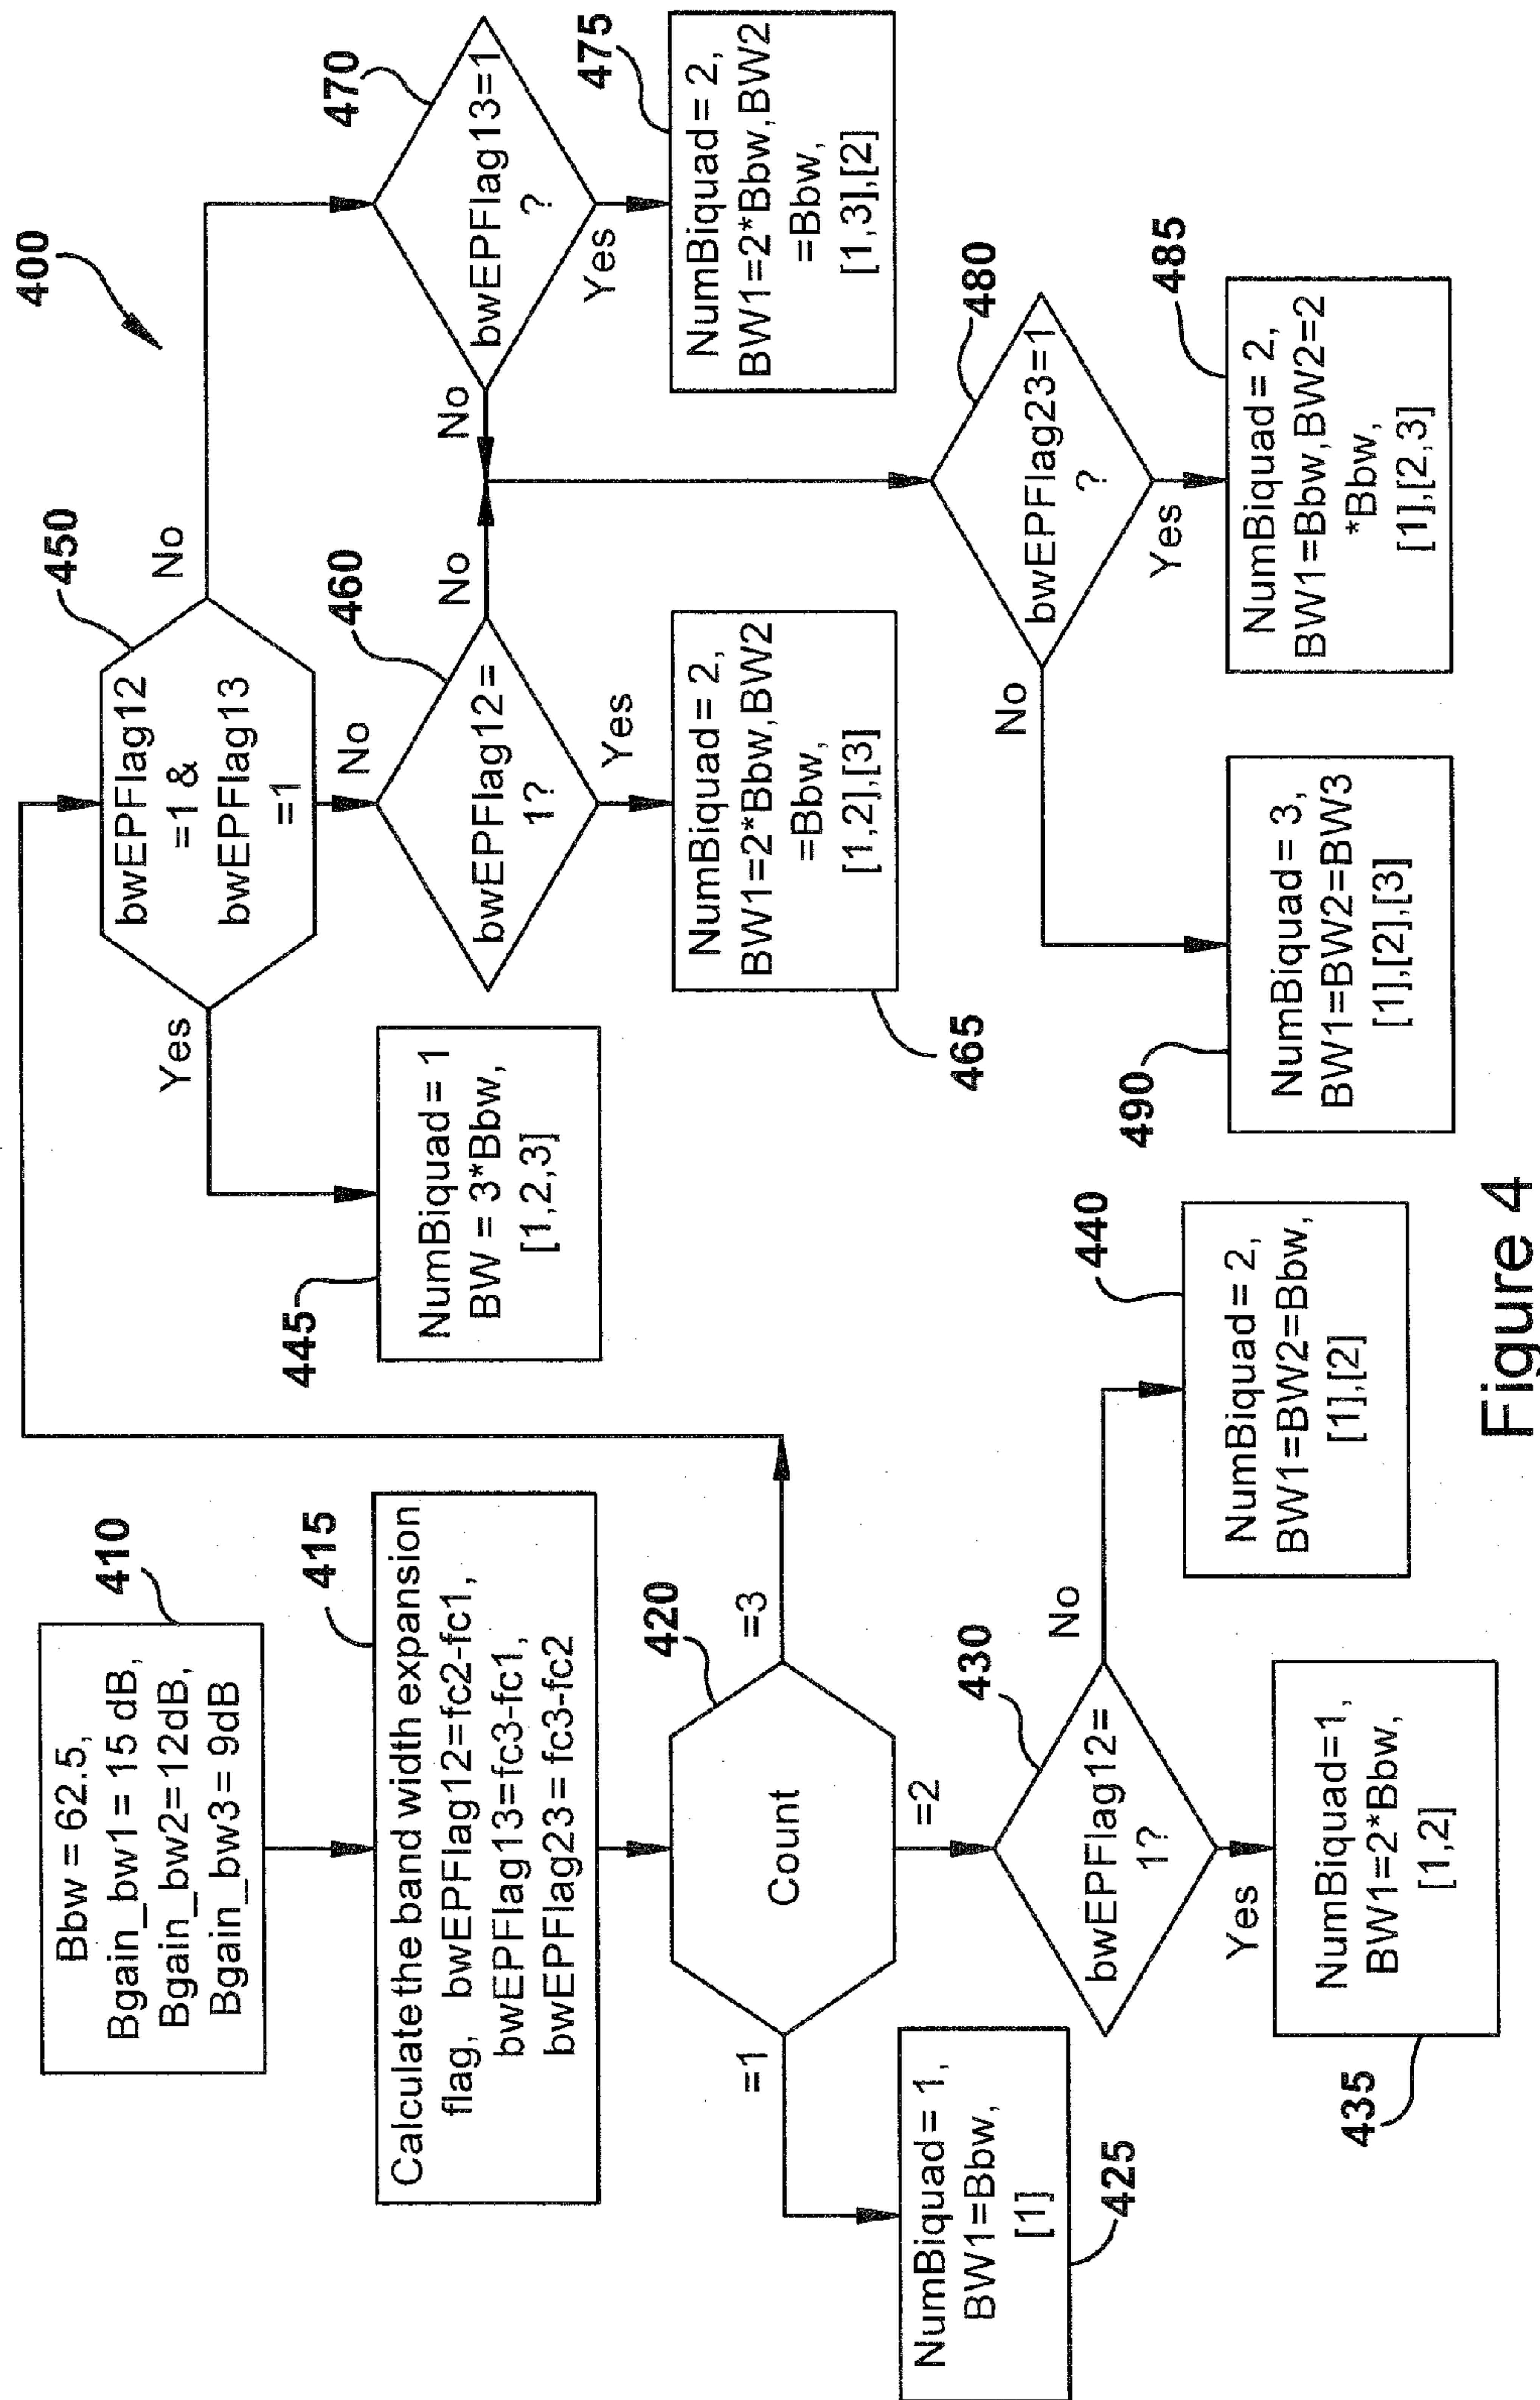 400
410
Bbw = 62.5,
Bgain_bw1 = 15 dB,
Bgain_bw2=12dB,
Bgain_bw3= 9dB
415
Calculate the band width expansion
flag, bwEPFlag12=fc2-fc1,
bwEPFlag13=fc3-fc1,
bwEPFlag23= fc3-fc2
420
Count
=1
=2
=3
NumBiquad= 1,
BW1=Bbw,
[1]
425
430
bwEPFlag12=
1?
Yes
No
NumBiquad=1,
BW1=2*Bbw,
[1,2]
435
440
NumBiquad= 2,
BW1=BW2=Bbw,
[1],[2]
450
bwEPFlag12
=1 &
bwEPFlag13
=1
Yes
No
No
445
NumBiquad= 1
BW = 3*Bbw,
[1,2,3]
460
bwEPFlag12=
1?
No
Yes
NumBiquad= 2,
BW1=2*Bbw,BW2
=Bbw,
[1,2],[3]
465
470
bwEPFlag13=1
?
No
Yes
475
NumBiquad= 2,
BW1=2*Bbw,BW2
=Bbw,
[1,3],[2]
480
bwEPFlag23=1
?
No
Yes
485
NumBiquad= 2,
BW1=Bbw,BW2=2
*Bbw,
[1],[2,3]
490
NumBiquad= 3,
BW1=BW2=BW3
[1],[2],[3]
Figure 4